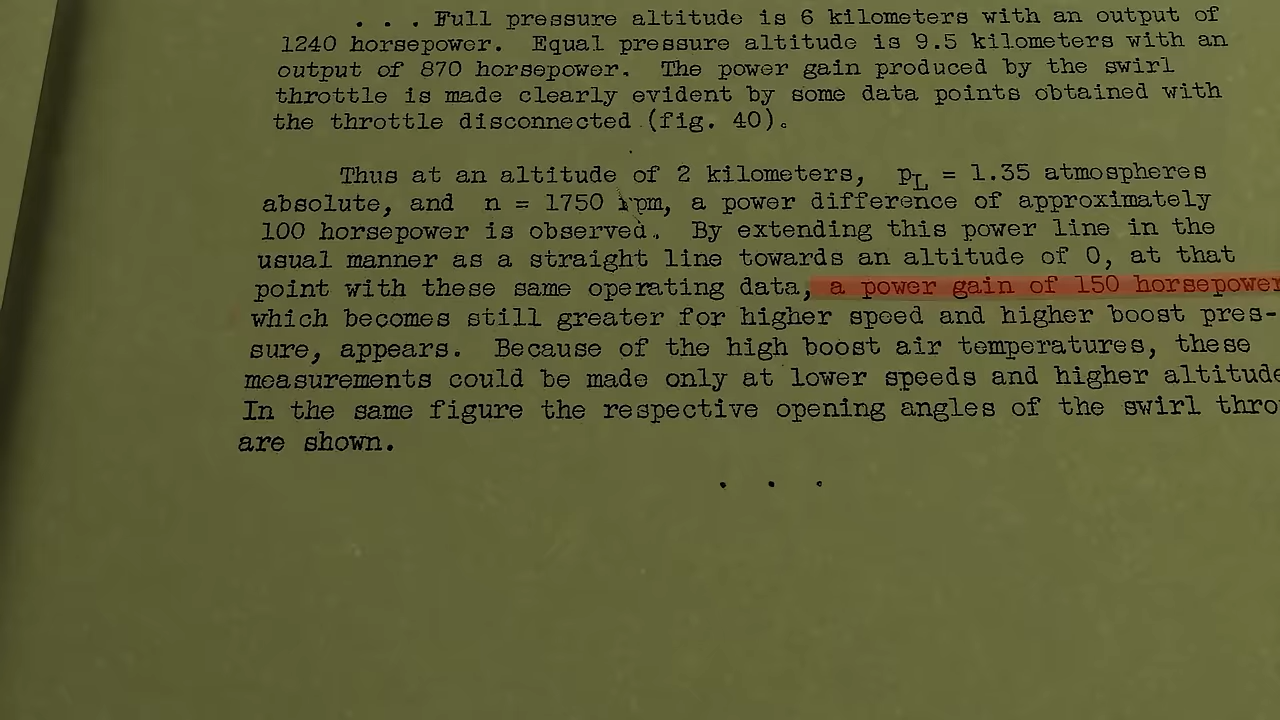 . . . Full pressure altitude is 6 kilometers with an output of
1240 horsepower. Equal pressure altitude is 9.5 kilometers with an
output of 870 horsepower. The power gain produced by the swirl
throttle is made clearly evident by some data points obtained with
the throttle disconnected (fig. 40).
Thus at an altitude of 2 kilometers, pL = 1.35 atmospheres
absolute, and n = 1750 rpm, a power difference of approximately
100 horsepower is observed. By extending this power line in the
usual manner as a straight line towards an altitude of 0, at that
point with these same operating data, a power gain of 150 horsepower
which becomes still greater for higher speed and higher boost pres-
sure, appears. Because of the high boost air temperatures, these
measurements could be made only at lower speeds and higher altitude
In the same figure the respective opening angles of the swirl thro
are shown.
. . .